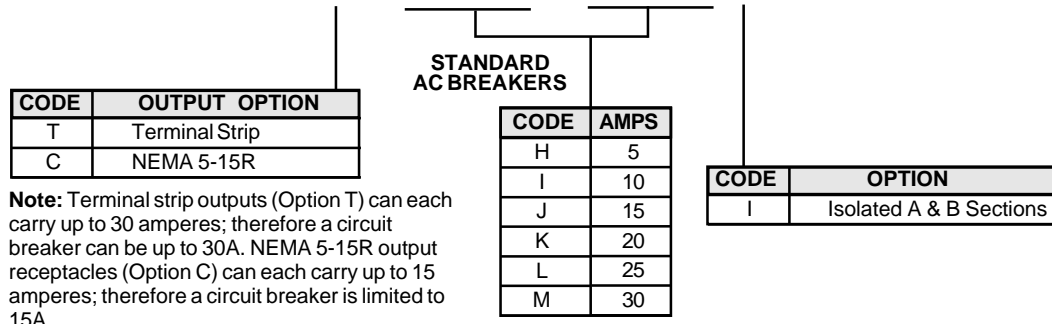 STANDARD
AC BREAKERS
CODE OUTPUT OPTION
T Terminal Strip
C NEMA 5-15R
Note: Terminal strip outputs (Option T) can each
carry up to 30 amperes; therefore a circuit
breaker can be up to 30A. NEMA 5-15R output
receptacles (Option C) can each carry up to 15
amperes; therefore a circuit breaker is limited to
15A
CODE AMPS
H 5
I 10
J 15
K 20
L 25
M 30
CODE OPTION
I Isolated A & B Sections